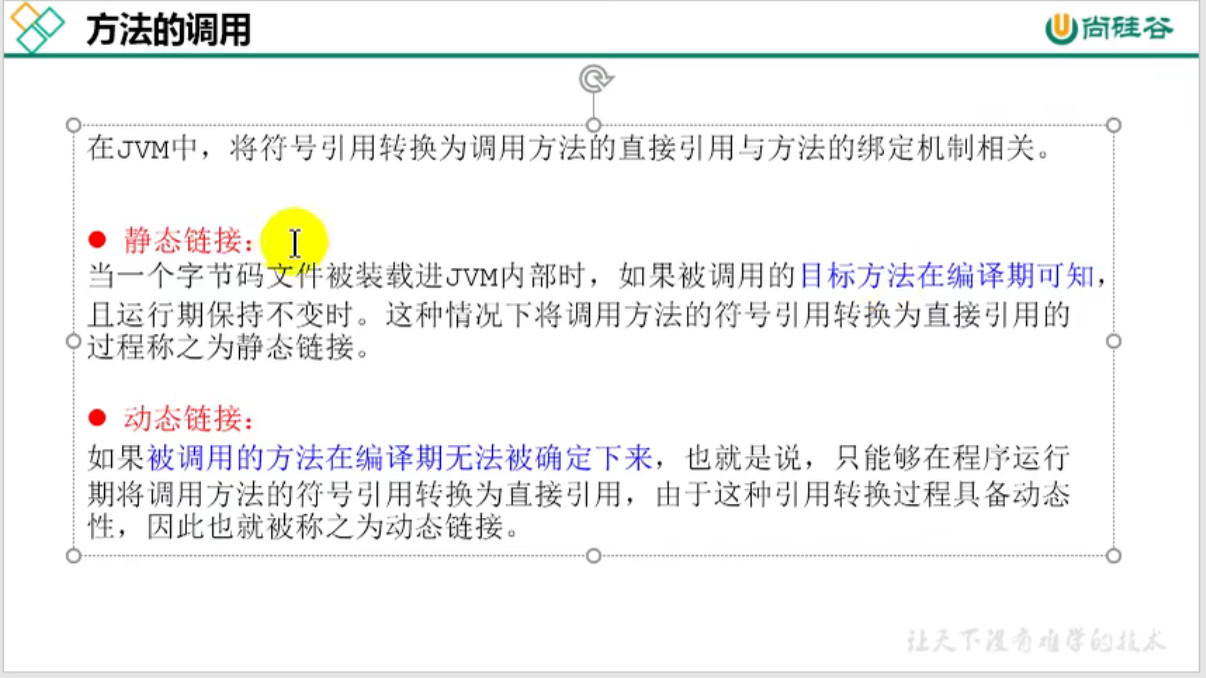 方法的调用
尚硅谷
在JVM中，将符号引用转换为调用方法的直接引用与方法的绑定机制相关。
静态链接：
当一个字节码文件被装载进JVM内部时，如果被调用的目标方法在编译期可知，
且运行期保持不变时。这种情况下将调用方法的符号引用转换为直接引用的
过程称之为静态链接。
动态链接：
如果被调用的方法在编译期无法被确定下来，也就是说，只能够在程序运行
期将调用方法的符号引用转换为直接引用，由于这种引用转换过程具备动态
性，因此也就被称之为动态链接。
让天下没有难学的技术